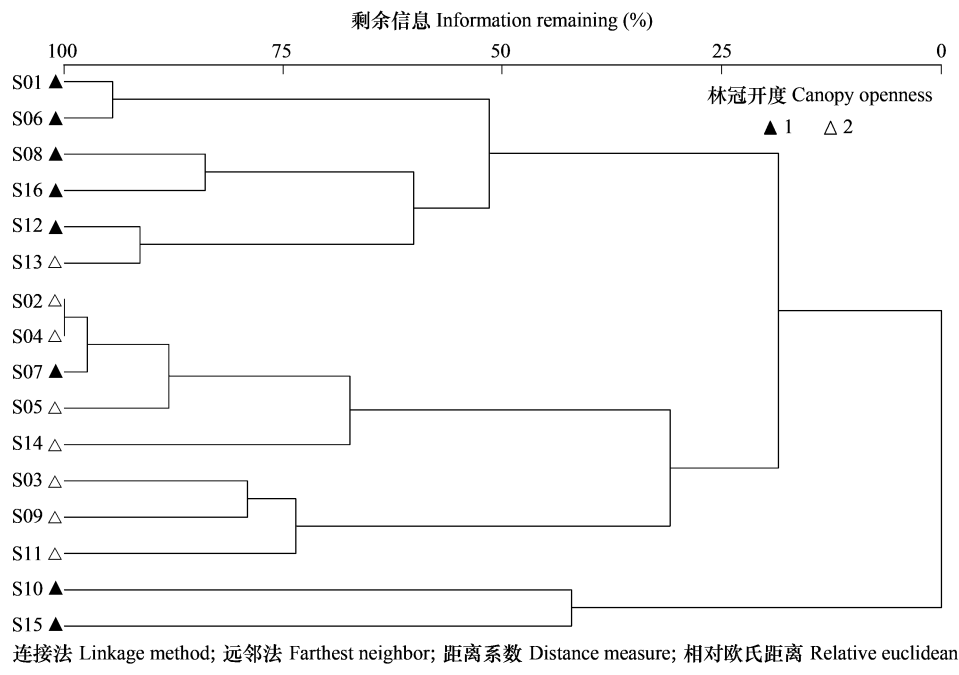 剩余信息 Information remaining (%)
100 75 50 25 0
林冠开度 Canopy openness
▲ 1 △ 2
S01 ▲
S06 ▲
S08 ▲
S16 ▲
S12 ▲
S13 △
S02 △
S04 △
S07 ▲
S05 △
S14 △
S03 △
S09 △
S11 △
S10 ▲
S15 ▲
连接法 Linkage method; 远邻法 Farthest neighbor; 距离系数 Distance measure; 相对欧氏距离 Relative euclidean